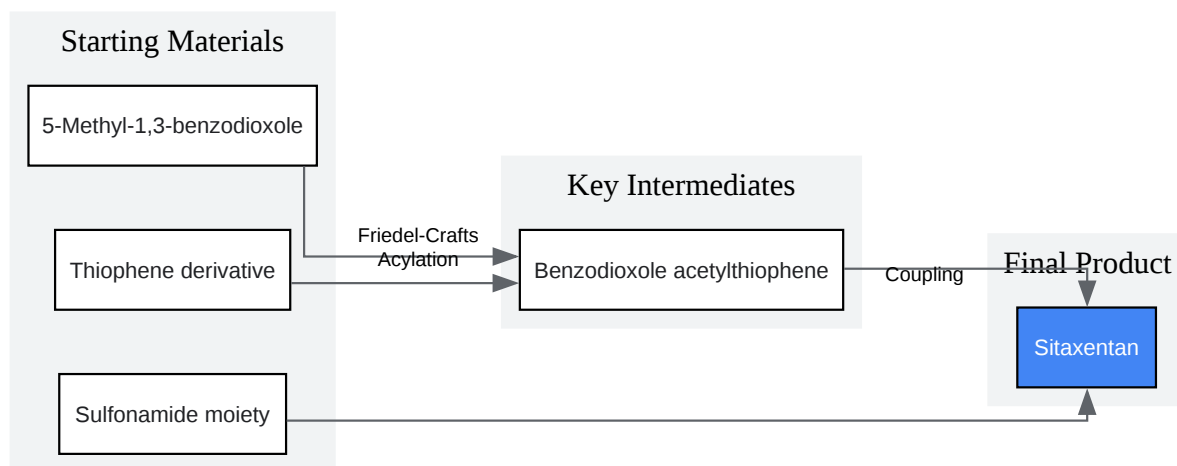 Starting Materials
5-Methyl-1,3-benzodioxole
Thiophene derivative
Sulfonamide moiety
Friedel-Crafts
Acylation
Key Intermediates
Benzodioxole acetylthiophene
Coupling
Final Product
Sitaxentan